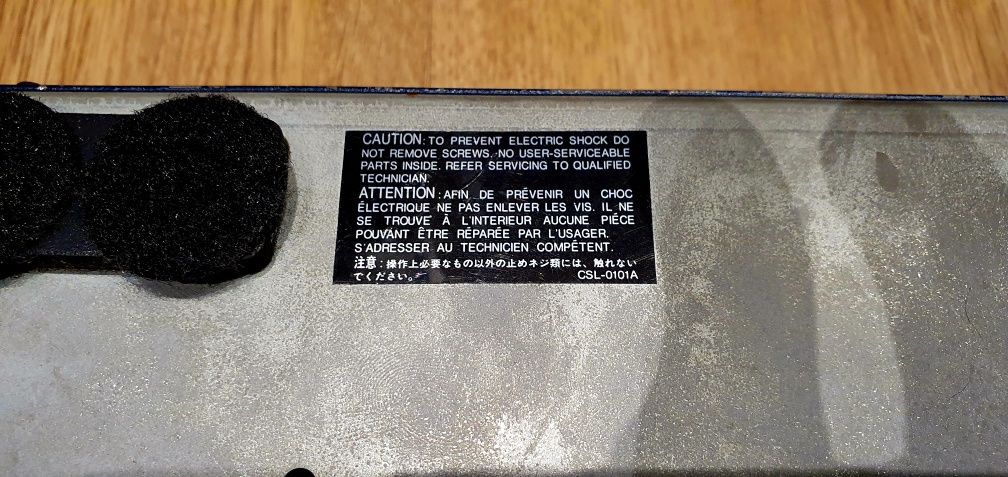 CAUTION: TO PREVENT ELECTRIC SHOCK DO
NOT REMOVE SCREWS. NO USER-SERVICEABLE
PARTS INSIDE. REFER SERVICING TO QUALIFIED
TECHNICIAN.
ATTENTION: AFIN DE PRÉVENIR UN CHOC
ÉLECTRIQUE NE PAS ENLEVER LES VIS. IL NE
SE TROUVE À L'INTERIEUR AUCUNE PIÉCE
POUVANT ÊTRE RÉPARÉE PAR L'USAGER.
S'ADRESSER AU TECHNICIEN COMPÉTENT.
注意：操作上必要なもの以外の止めネジ類には、触れない
でください。 CSL-0101A